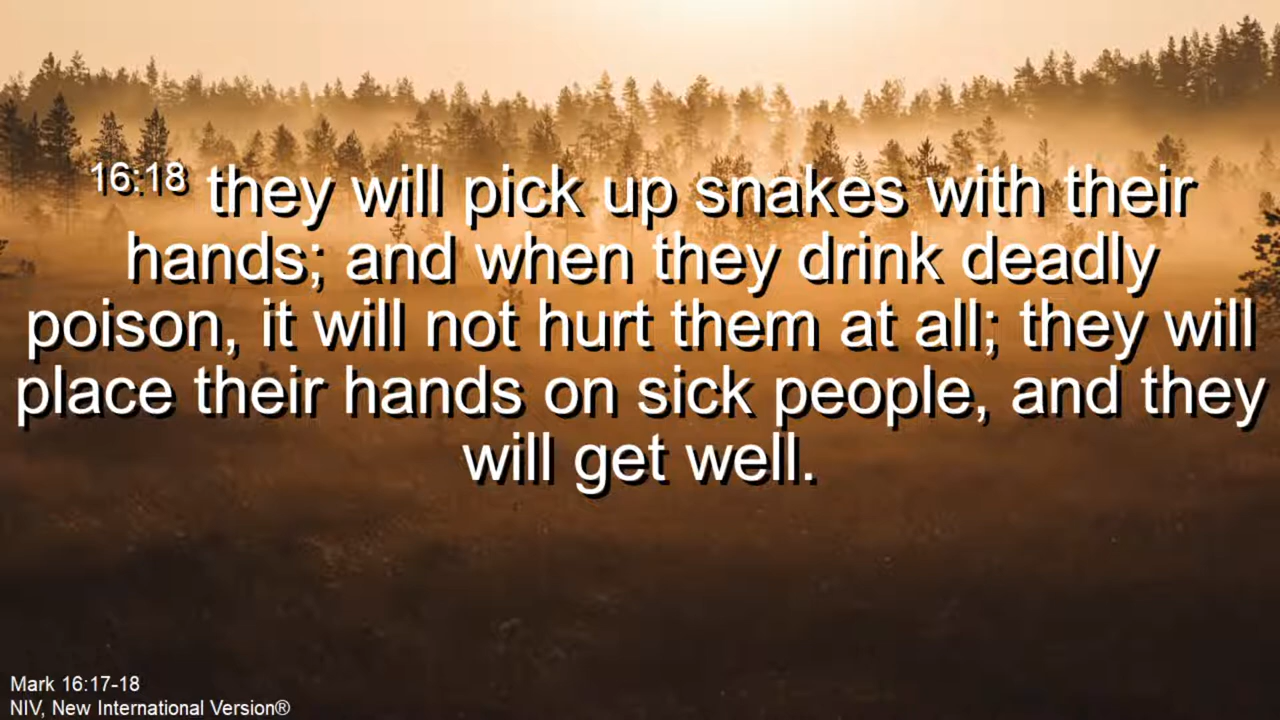 16:18 they will pick up snakes with their
hands; and when they drink deadly
poison, it will not hurt them at all; they will
place their hands on sick people, and they
will get well.
Mark 16:17-18
NIV, New International Version®